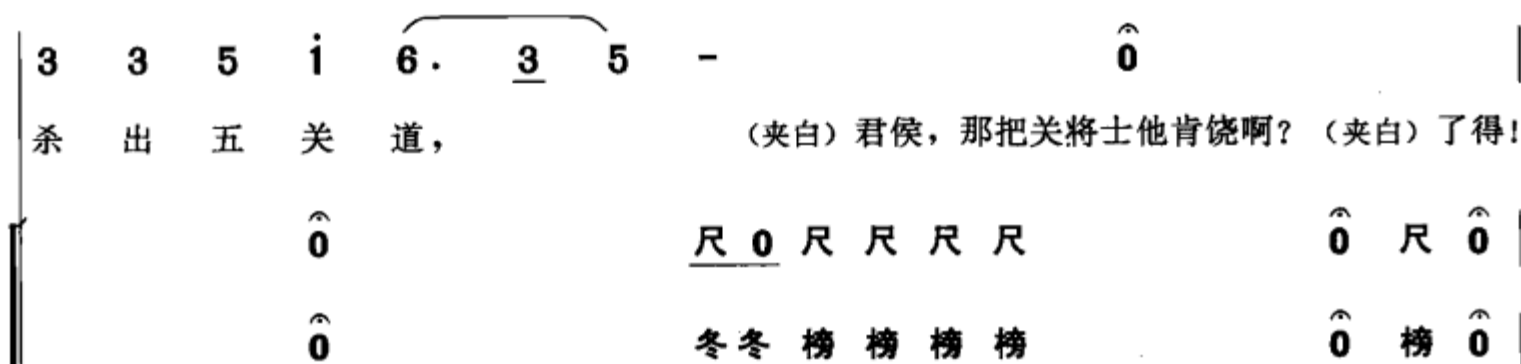 3 3 5 i 6. 3 5 - 0
杀 出 五 关 道， （夹白）君侯，那把关将士他肯饶啊？（夹白）了得！
0 尺 0 尺 尺 尺 尺 0 尺 0
0 冬冬 榜 榜 榜 榜 0 榜 0